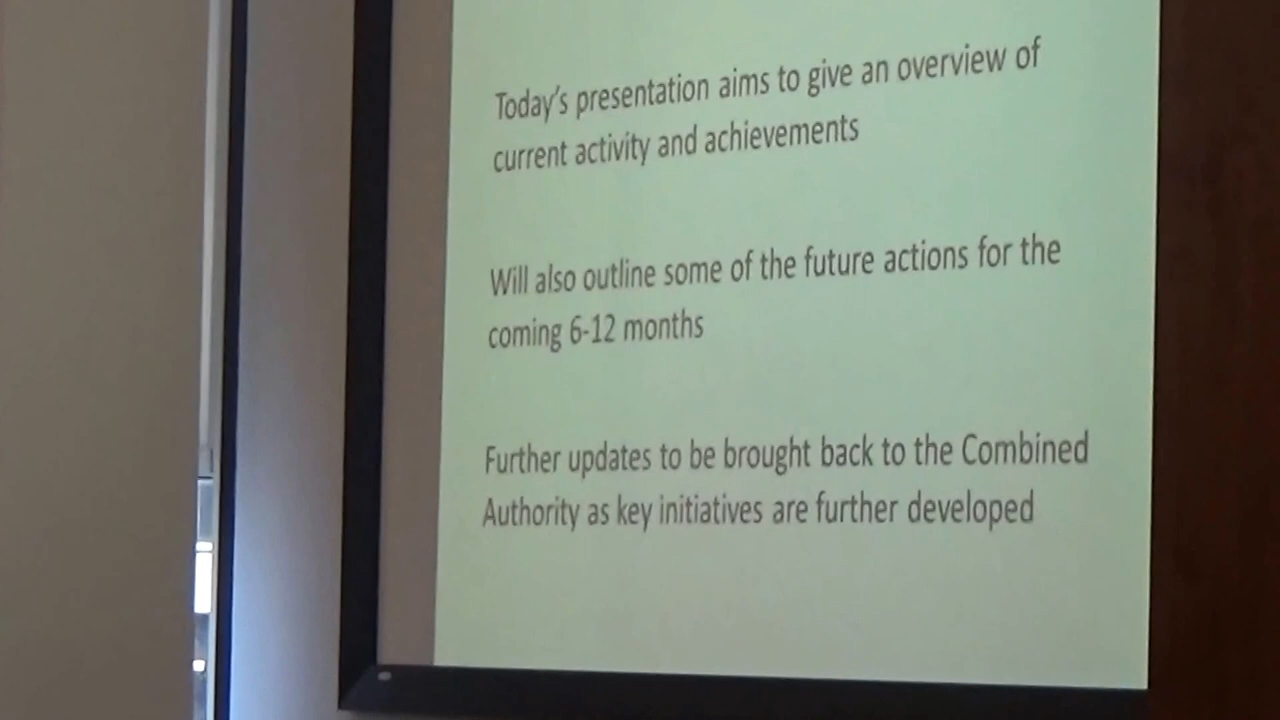 Today's presentation aims to give an overview of
current activity and achievements
Will also outline some of the future actions for the
coming 6-12 months
Further updates to be brought back to the Combined
Authority as key initiatives are further developed